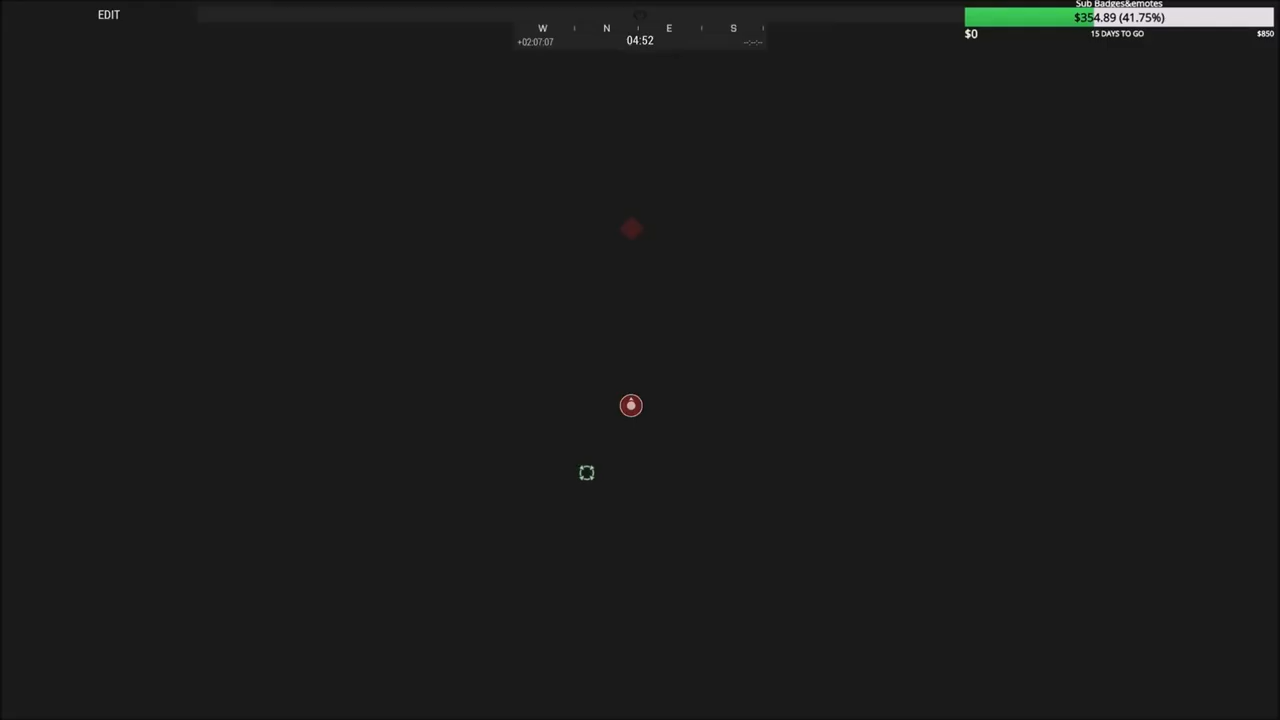 EDIT
Sub Badges&emotes
$354.89 (41.75%)
$0
15 DAYS TO GO
$850
W N E S
+02:07:07
04:52
--:--:--